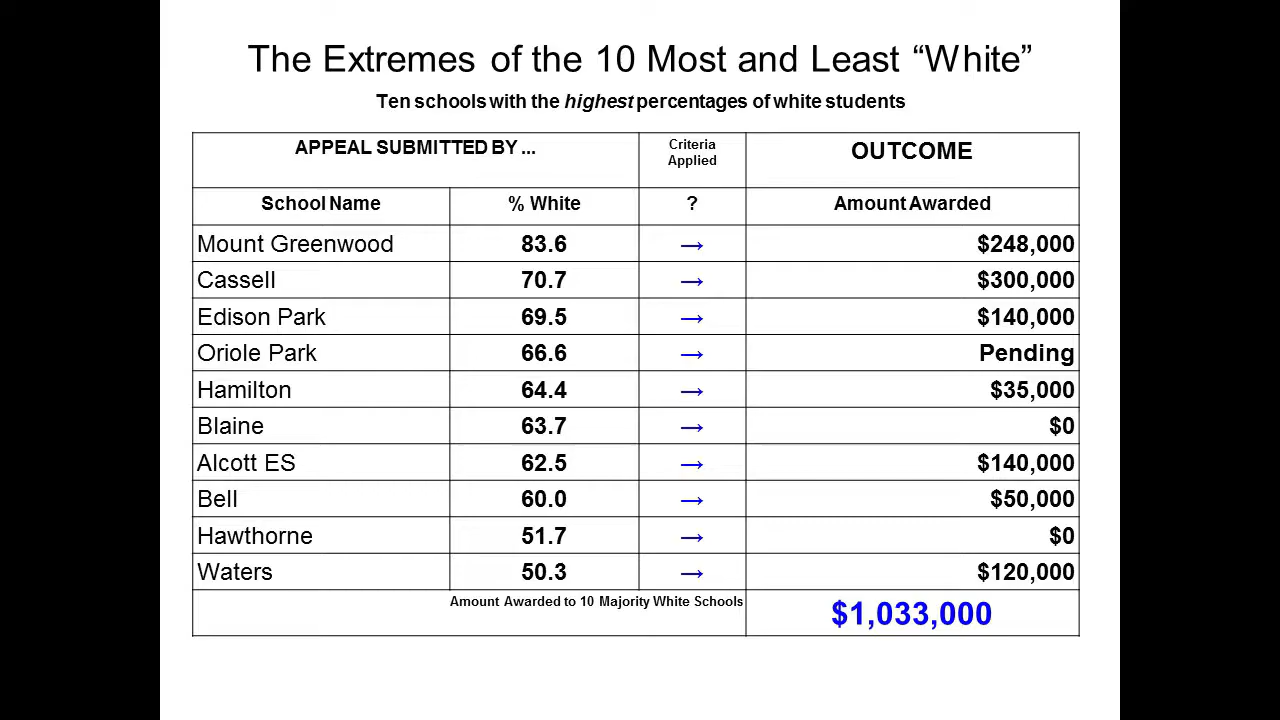 The Extremes of the 10 Most and Least “White”
Ten schools with the highest percentages of white students
APPEAL SUBMITTED BY ... Criteria Applied OUTCOME
School Name % White ? Amount Awarded
Mount Greenwood 83.6 → $248,000
Cassell 70.7 → $300,000
Edison Park 69.5 → $140,000
Oriole Park 66.6 → Pending
Hamilton 64.4 → $35,000
Blaine 63.7 → $0
Alcott ES 62.5 → $140,000
Bell 60.0 → $50,000
Hawthorne 51.7 → $0
Waters 50.3 → $120,000
Amount Awarded to 10 Majority White Schools $1,033,000